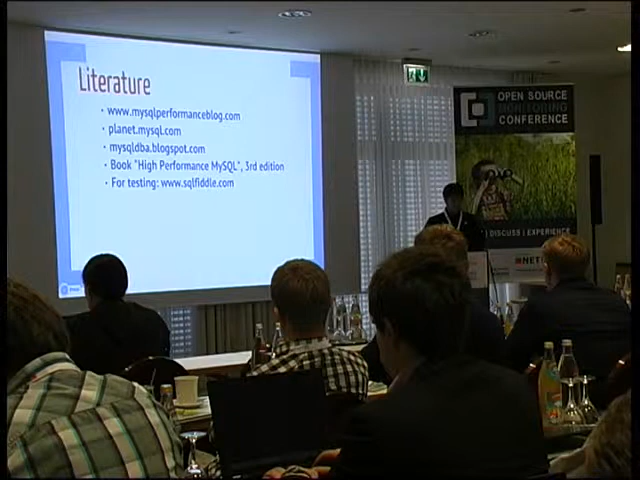 Literature
• www.mysqlperformanceblog.com
• planet.mysql.com
• mysqldba.blogspot.com
• Book "High Performance MySQL", 3rd edition
• For testing: www.sqlfiddle.com
OPEN SOURCE
MONITORING
CONFERENCE
| DISCUSS | EXPERIENCE